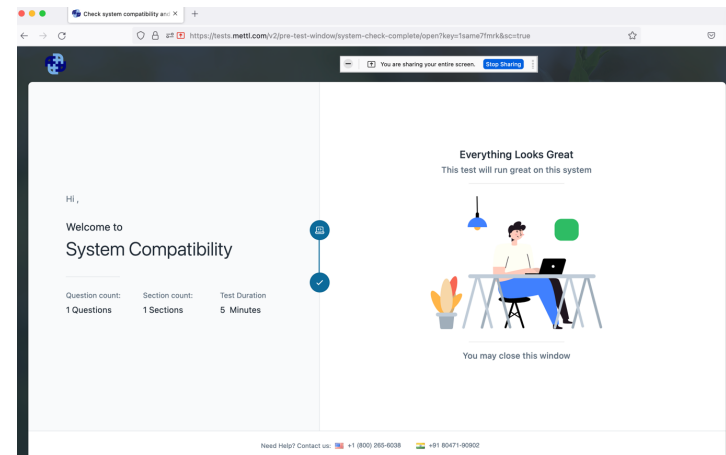 Check system compatibility and
https://tests.mettl.com/v2/pre-test-window/system-check-complete/open?key=1same7fmrk&sc=true
You are sharing your entire screen. Stop Sharing
Hi ,
Welcome to
System Compatibility
Question count: Section count: Test Duration
1 Questions 1 Sections 5 Minutes
Everything Looks Great
This test will run great on this system
You may close this window
Need Help? Contact us: +1 (800) 265-6038 +91 80471-90902